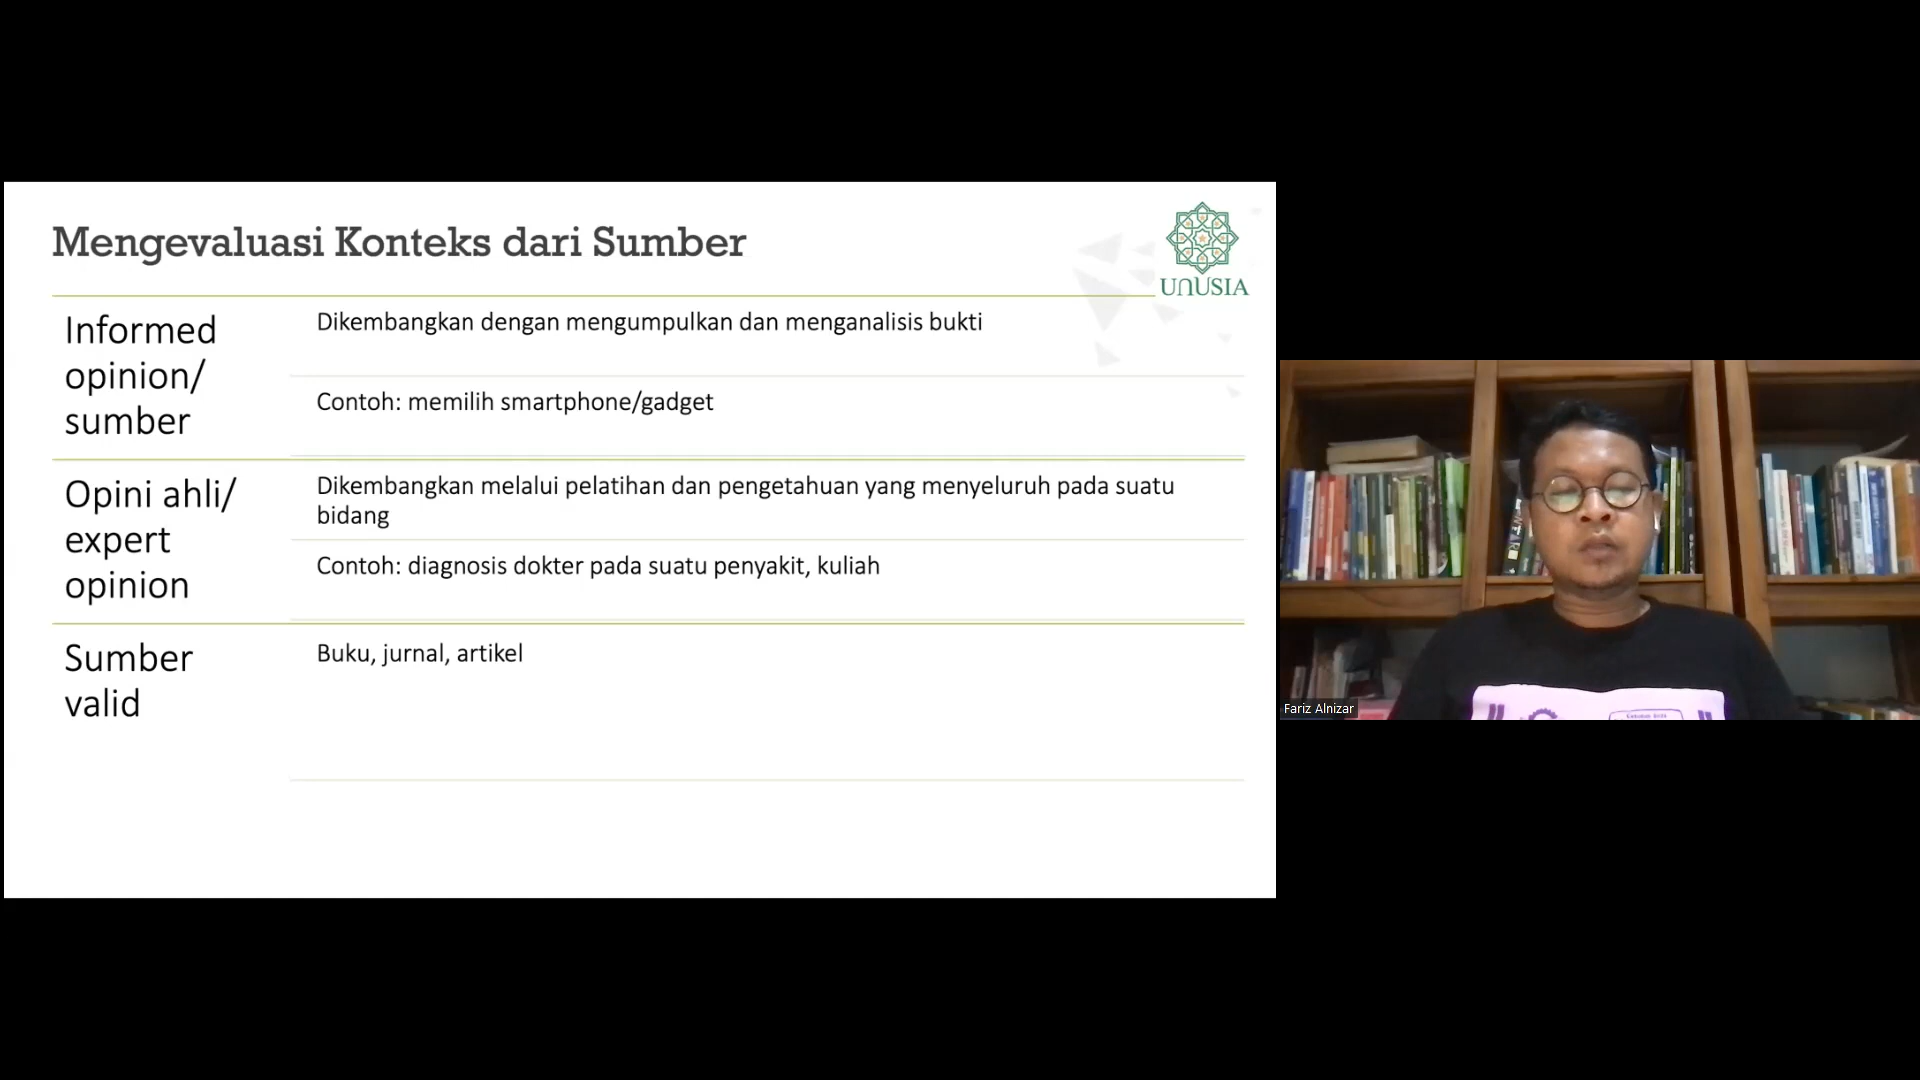 Mengevaluasi Konteks dari Sumber
UNUSIA
Informed
opinion/
sumber
Dikembangkan dengan mengumpulkan dan menganalisis bukti
Contoh: memilih smartphone/gadget
Opini ahli/
expert
opinion
Dikembangkan melalui pelatihan dan pengetahuan yang menyeluruh pada suatu
bidang
Contoh: diagnosis dokter pada suatu penyakit, kuliah
Sumber
valid
Buku, jurnal, artikel
Fariz Alnizar